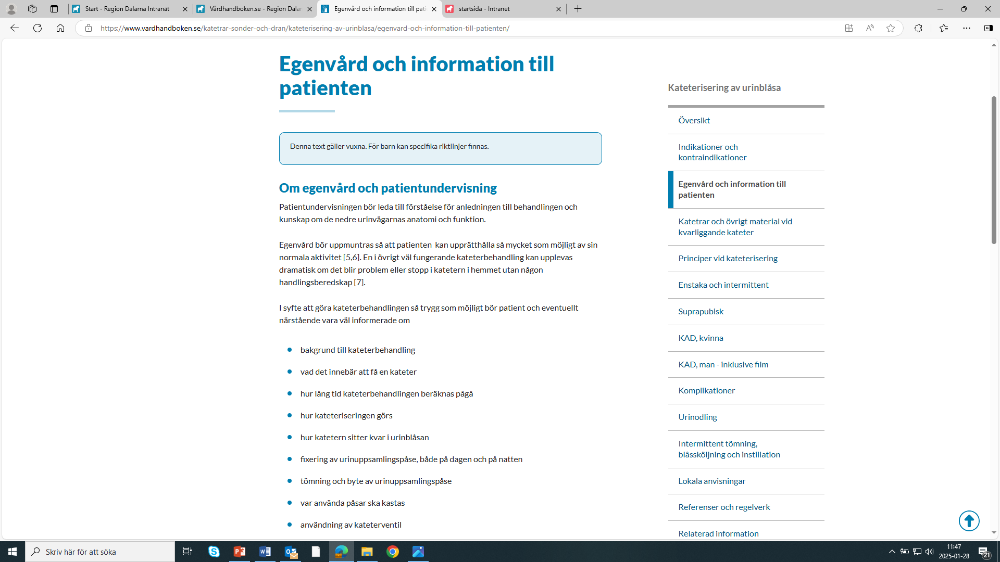 Start - Region Dalarna Intranät
Vårdhandboken.se - Region Dalar
Egenvård och information till pati
startsida - Intranet
https://www.vardhandboken.se/katetrar-sonder-och-dran/kateterisering-av-urinblasa/egenvard-och-information-till-patienten/
Egenvård och information till
patienten
Denna text gäller vuxna. För barn kan specifika riktlinjer finnas.
Om egenvård och patientundervisning
Patientundervisningen bör leda till förståelse för anledningen till behandlingen och
kunskap om de nedre urinvägarnas anatomi och funktion.
Egenvård bör uppmuntras så att patienten  kan upprätthålla så mycket som möjligt av sin
normala aktivitet [5,6]. En i övrigt väl fungerande kateterbehandling kan upplevas
dramatisk om det blir problem eller stopp i katetern i hemmet utan någon
handlingsberedskap [7].
I syfte att göra kateterbehandlingen så trygg som möjligt bör patient och eventuellt
närstående vara väl informerade om
bakgrund till kateterbehandling
vad det innebär att få en kateter
hur lång tid kateterbehandlingen beräknas pågå
hur kateteriseringen görs
hur katetern sitter kvar i urinblåsan
fixering av urinuppsamlingspåse, både på dagen och på natten
tömning och byte av urinuppsamlingspåse
var använda påsar ska kastas
användning av kateterventil
Kateterisering av urinblåsa
Översikt
Indikationer och
kontraindikationer
Egenvård och information till
patienten
Katetrar och övrigt material vid
kvarliggande kateter
Principer vid kateterisering
Enstaka och intermittent
Suprapubisk
KAD, kvinna
KAD, man - inklusive film
Komplikationer
Urinodling
Intermittent tömning,
blåssköljning och instillation
Lokala anvisningar
Referenser och regelverk
Relaterad information
Skriv här för att söka
11:47
2025-01-28
21